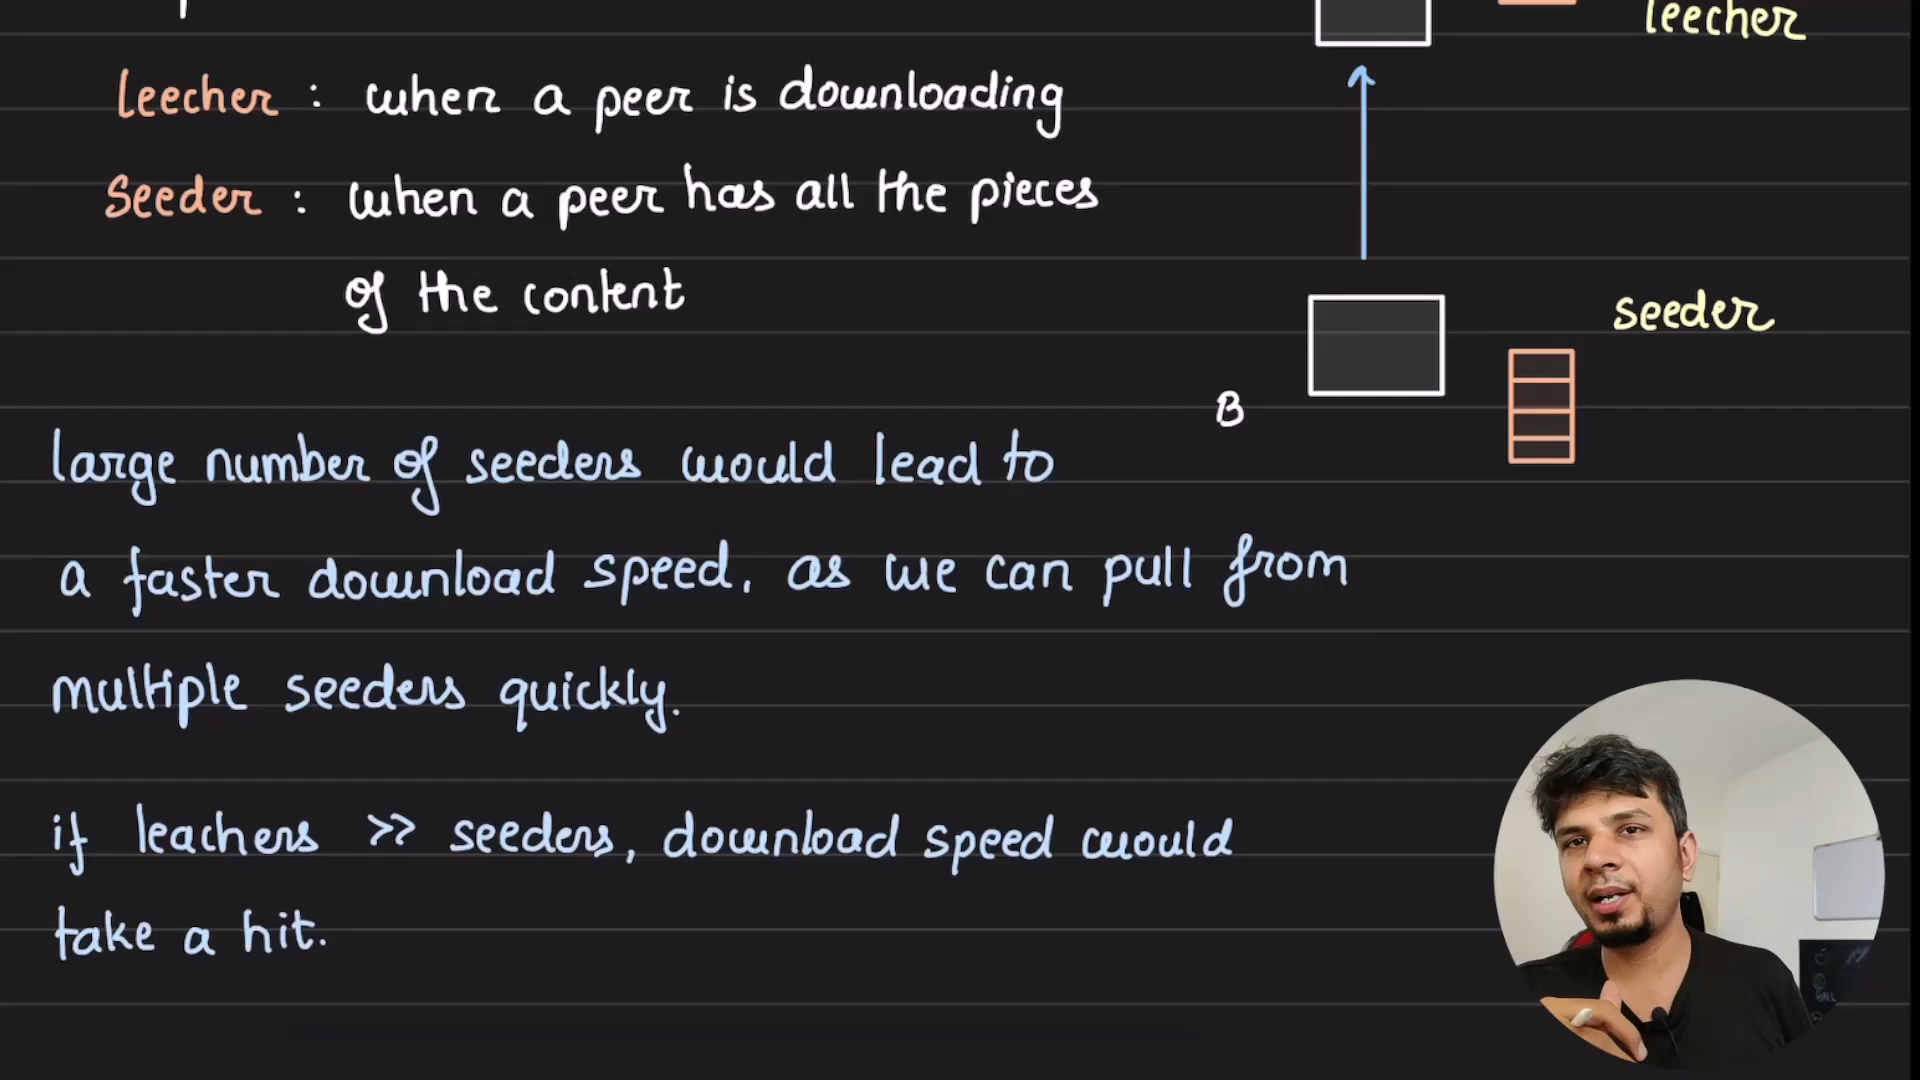 leecher
leecher : when a peer is downloading
Seeder : when a peer has all the pieces
of the content
seeder
B
large number of seeders would lead to
a faster download speed, as we can pull from
multiple seeders quickly.
if leachers >> seeders, download speed would
take a hit.